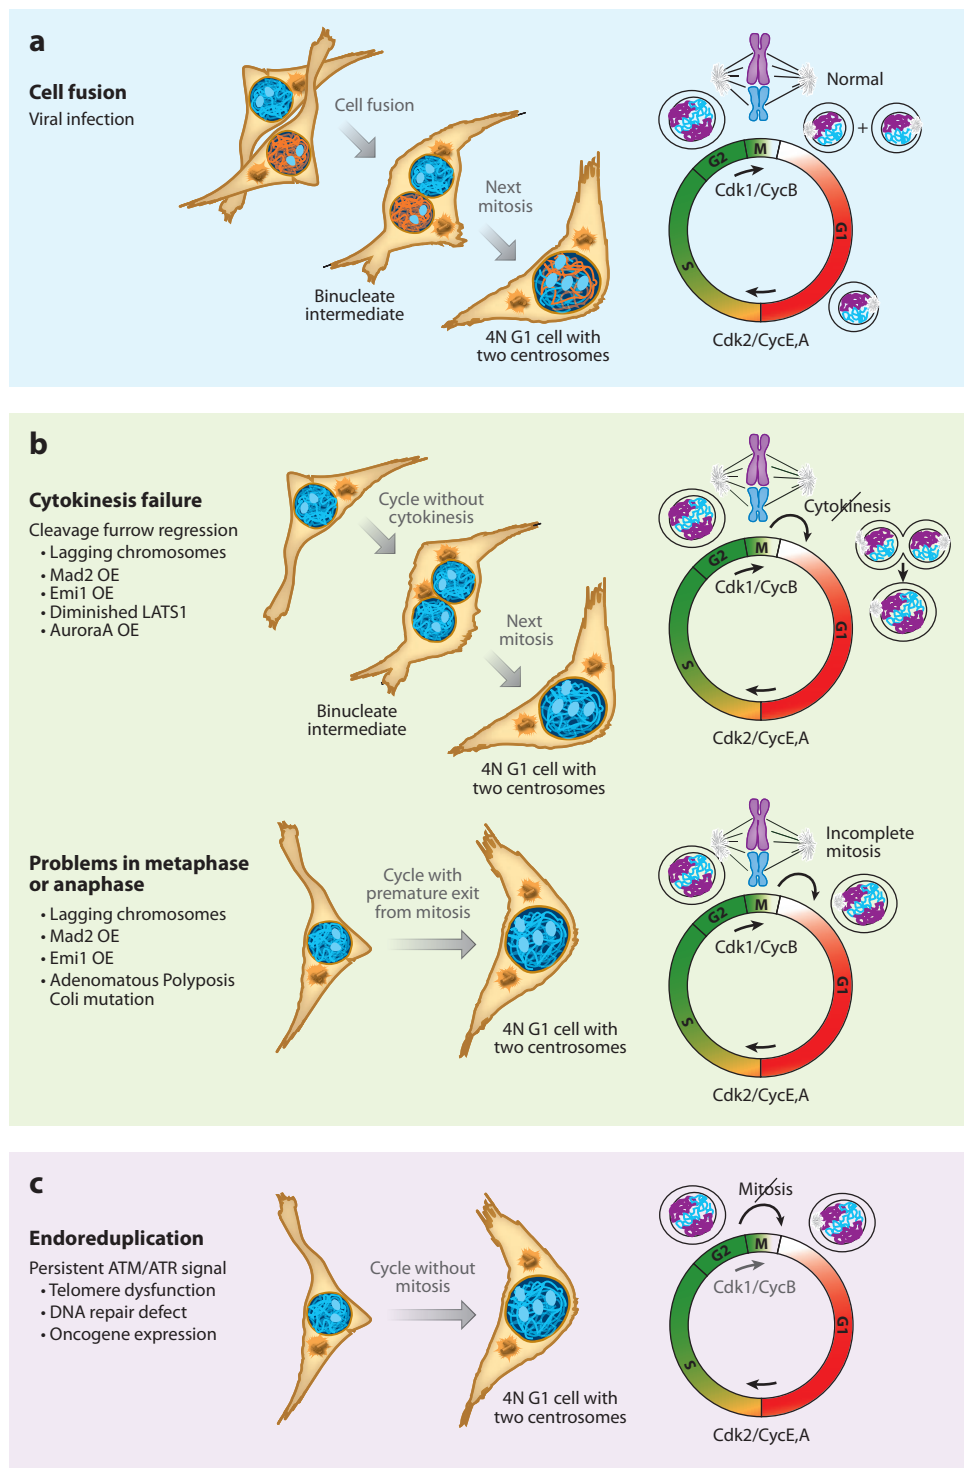 a
Cell fusion
Viral infection
Cell fusion
Next
mitosis
Binucleate
intermediate
4N G1 cell with
two centrosomes
Normal
+
G2
M
Cdk1/CycB
S
G1
Cdk2/CycE,A
b
Cytokinesis failure
Cleavage furrow regression
• Lagging chromosomes
• Mad2 OE
• Emi1 OE
• Diminished LATS1
• AuroraA OE
Cycle without
cytokinesis
Next
mitosis
Binucleate
intermediate
4N G1 cell with
two centrosomes
Cytokinesis
G2
M
Cdk1/CycB
S
G1
Cdk2/CycE,A
Problems in metaphase
or anaphase
• Lagging chromosomes
• Mad2 OE
• Emi1 OE
• Adenomatous Polyposis
Coli mutation
Cycle with
premature exit
from mitosis
4N G1 cell with
two centrosomes
Incomplete
mitosis
G2
M
Cdk1/CycB
S
G1
Cdk2/CycE,A
c
Endoreduplication
Persistent ATM/ATR signal
• Telomere dysfunction
• DNA repair defect
• Oncogene expression
Cycle without
mitosis
4N G1 cell with
two centrosomes
Mitosis
G2
M
Cdk1/CycB
S
G1
Cdk2/CycE,A